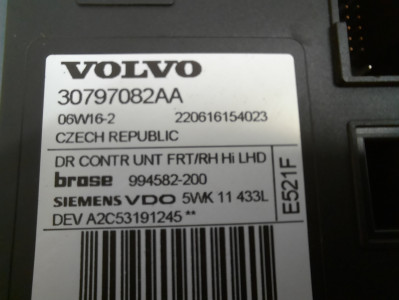 VOLVO
30797082AA
06W16-2 220616154023
CZECH REPUBLIC
DR CONTR UNT FRT/RH Hi LHD
brose 994582-200
SIEMENS VDO 5WK 11 433L
DEV A2C53191245 **
E521F